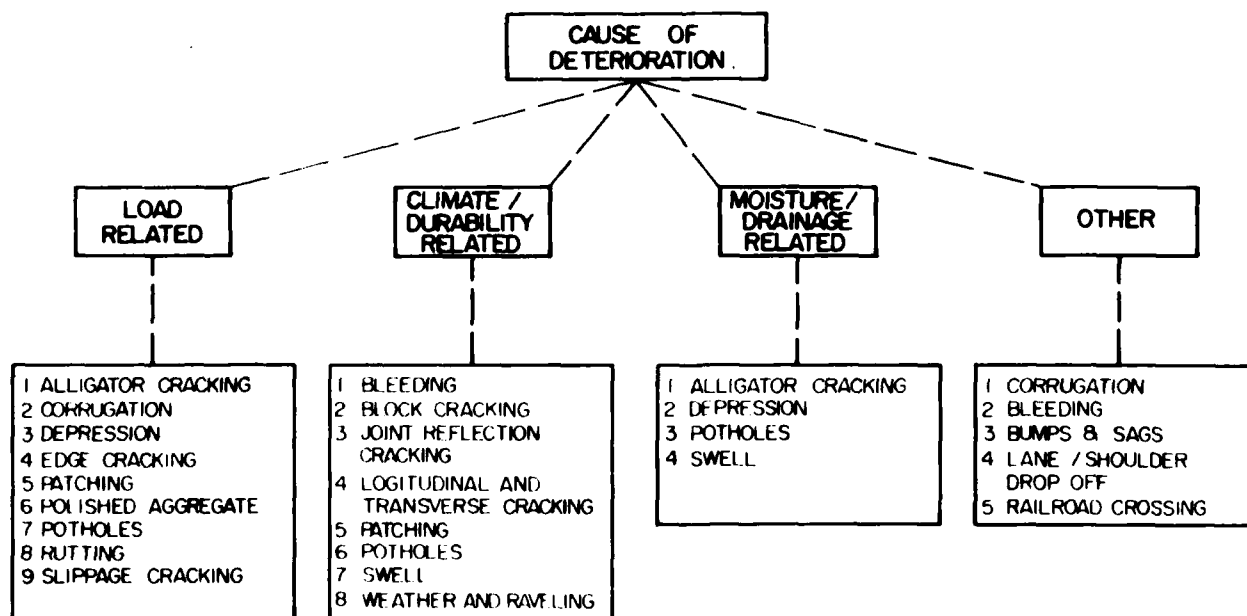 CAUSE OF
DETERIORATION
LOAD
RELATED
CLIMATE /
DURABILITY
RELATED
MOISTURE/
DRAINAGE
RELATED
OTHER
1 ALLIGATOR CRACKING
2 CORRUGATION
3 DEPRESSION
4 EDGE CRACKING
5 PATCHING
6 POLISHED AGGREGATE
7 POTHOLES
8 RUTTING
9 SLIPPAGE CRACKING
1 BLEEDING
2 BLOCK CRACKING
3 JOINT REFLECTION
CRACKING
4 LOGITUDINAL AND
TRANSVERSE CRACKING
5 PATCHING
6 POTHOLES
7 SWELL
8 WEATHER AND RAVELING
1 ALLIGATOR CRACKING
2 DEPRESSION
3 POTHOLES
4 SWELL
1 CORRUGATION
2 BLEEDING
3 BUMPS & SAGS
4 LANE / SHOULDER
DROP OFF
5 RAILROAD CROSSING